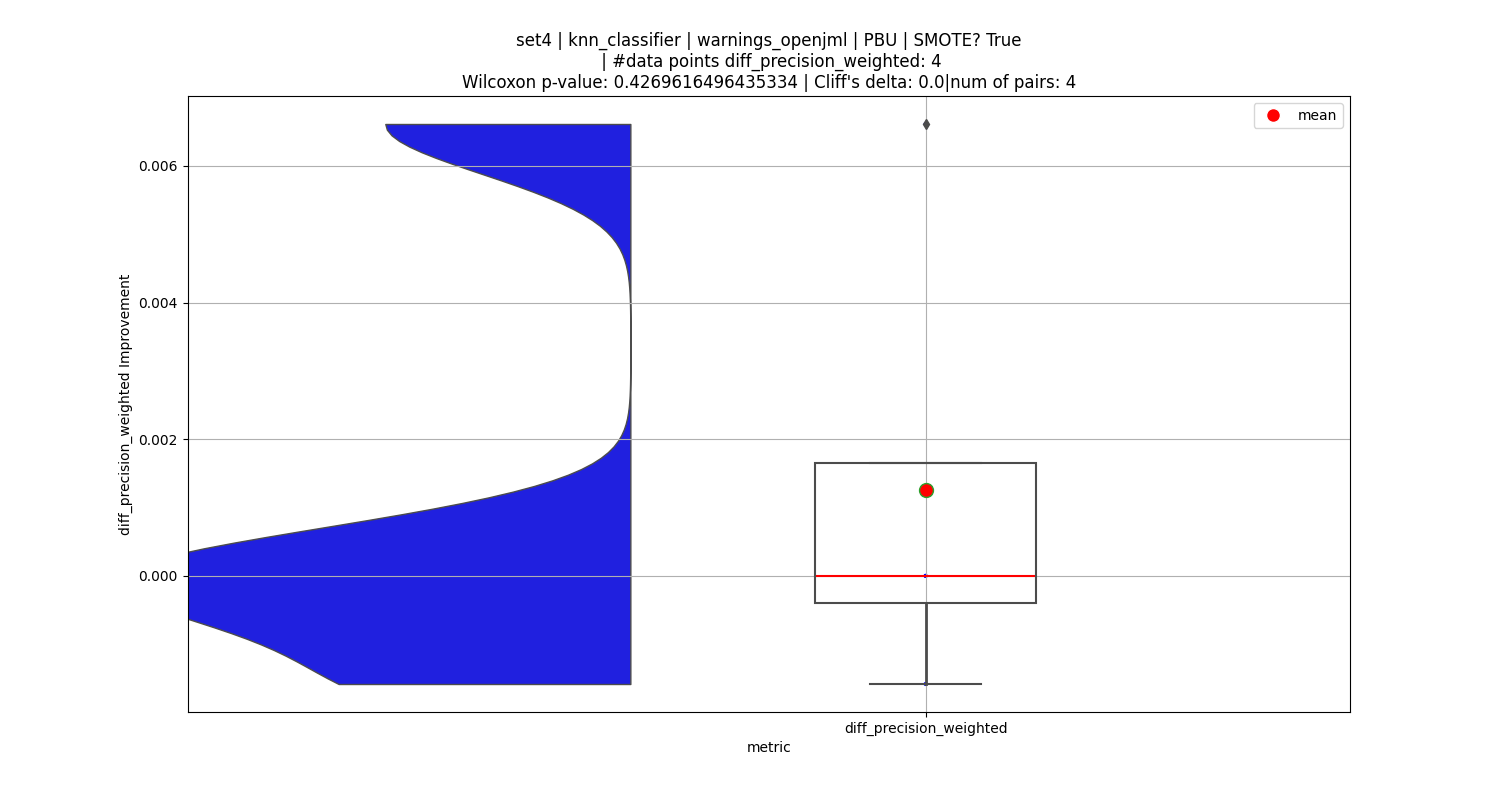 set4 | knn_classifier | warnings_openjml | PBU | SMOTE? True
| #data points diff_precision_weighted: 4
Wilcoxon p-value: 0.4269616496435334 | Cliff's delta: 0.0|num of pairs: 4
mean
0.006
0.004
0.002
0.000
diff_precision_weighted Improvement
diff_precision_weighted
metric